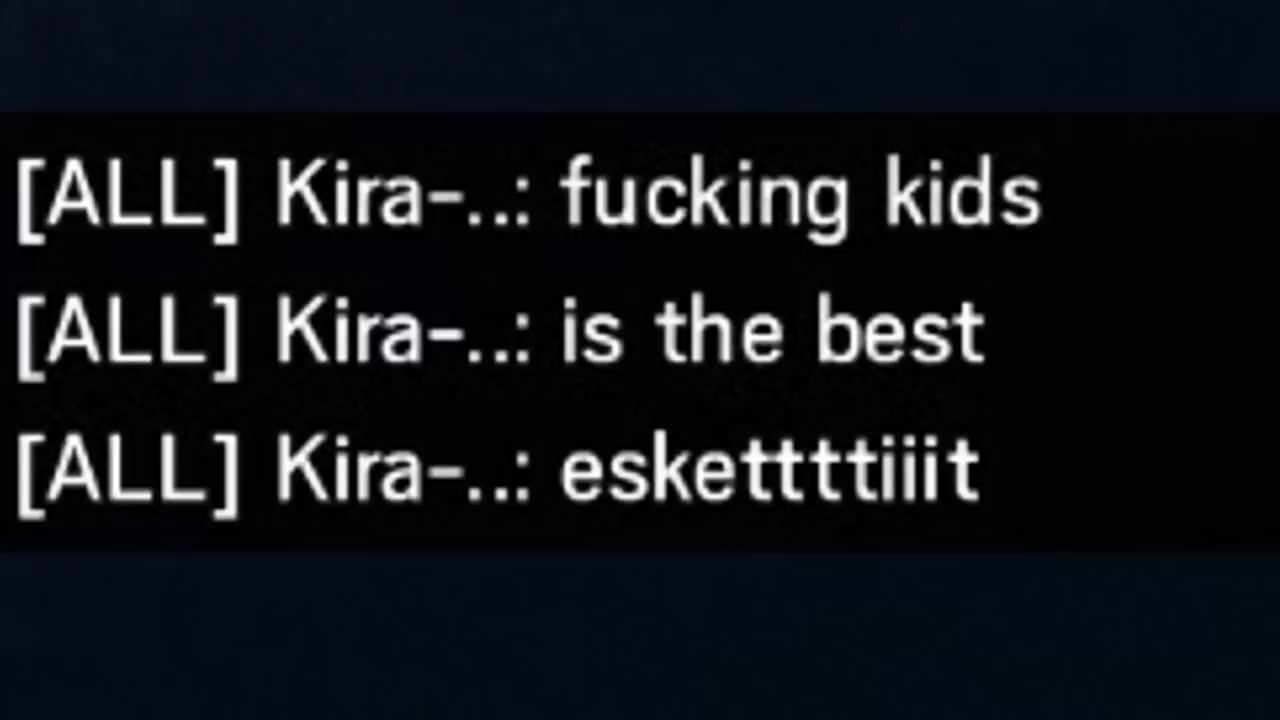 [ALL] Kira-..: fucking kids
[ALL] Kira-..: is the best
[ALL] Kira-..: eskettttiiit